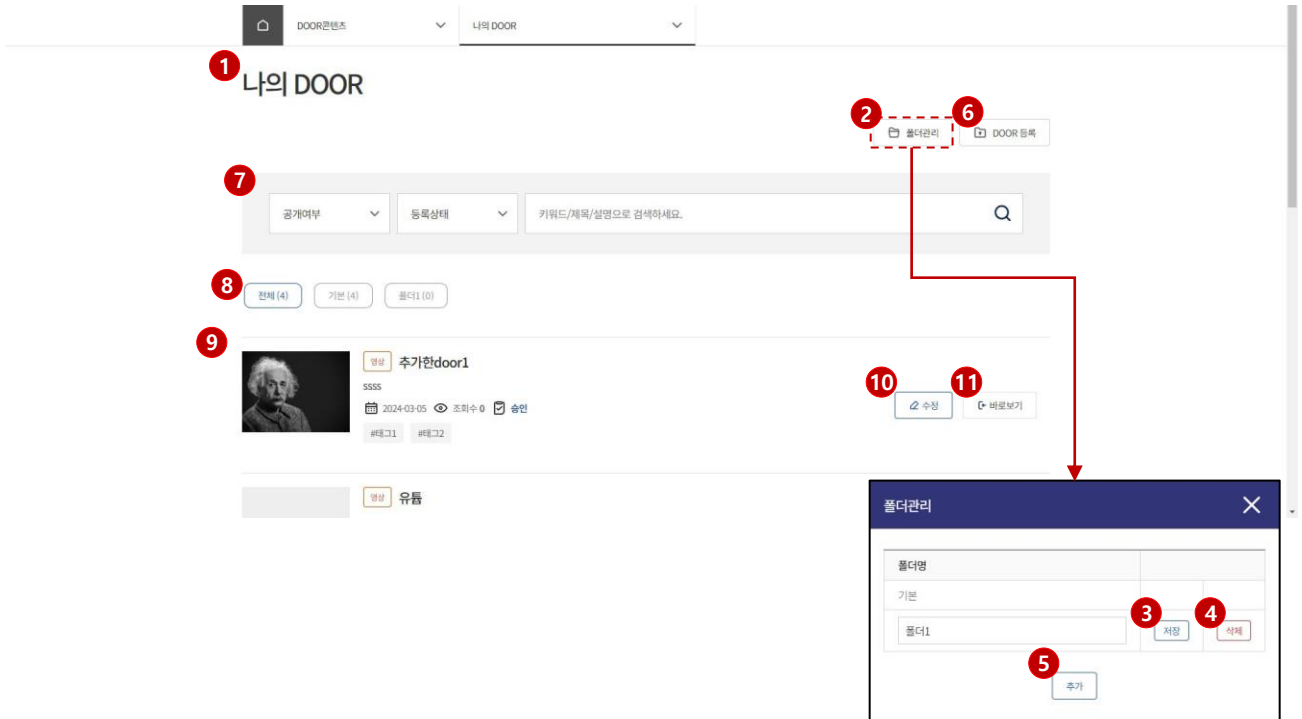 DOOR콘텐츠
나의 DOOR
1
나의 DOOR
2
6
폴더관리
DOOR 등록
7
공개여부
등록상태
키워드/제목/설명으로 검색하세요.
8
전체 (4)
기본 (4)
폴더1 (0)
9
영상 추가한door1
ssss
2024-03-05 조회수 0 승인
#태그1 #태그2
10
11
수정
바로보기
영상 유튭
폴더관리
폴더명
기본
3
4
폴더1
저장
삭제
5
추가